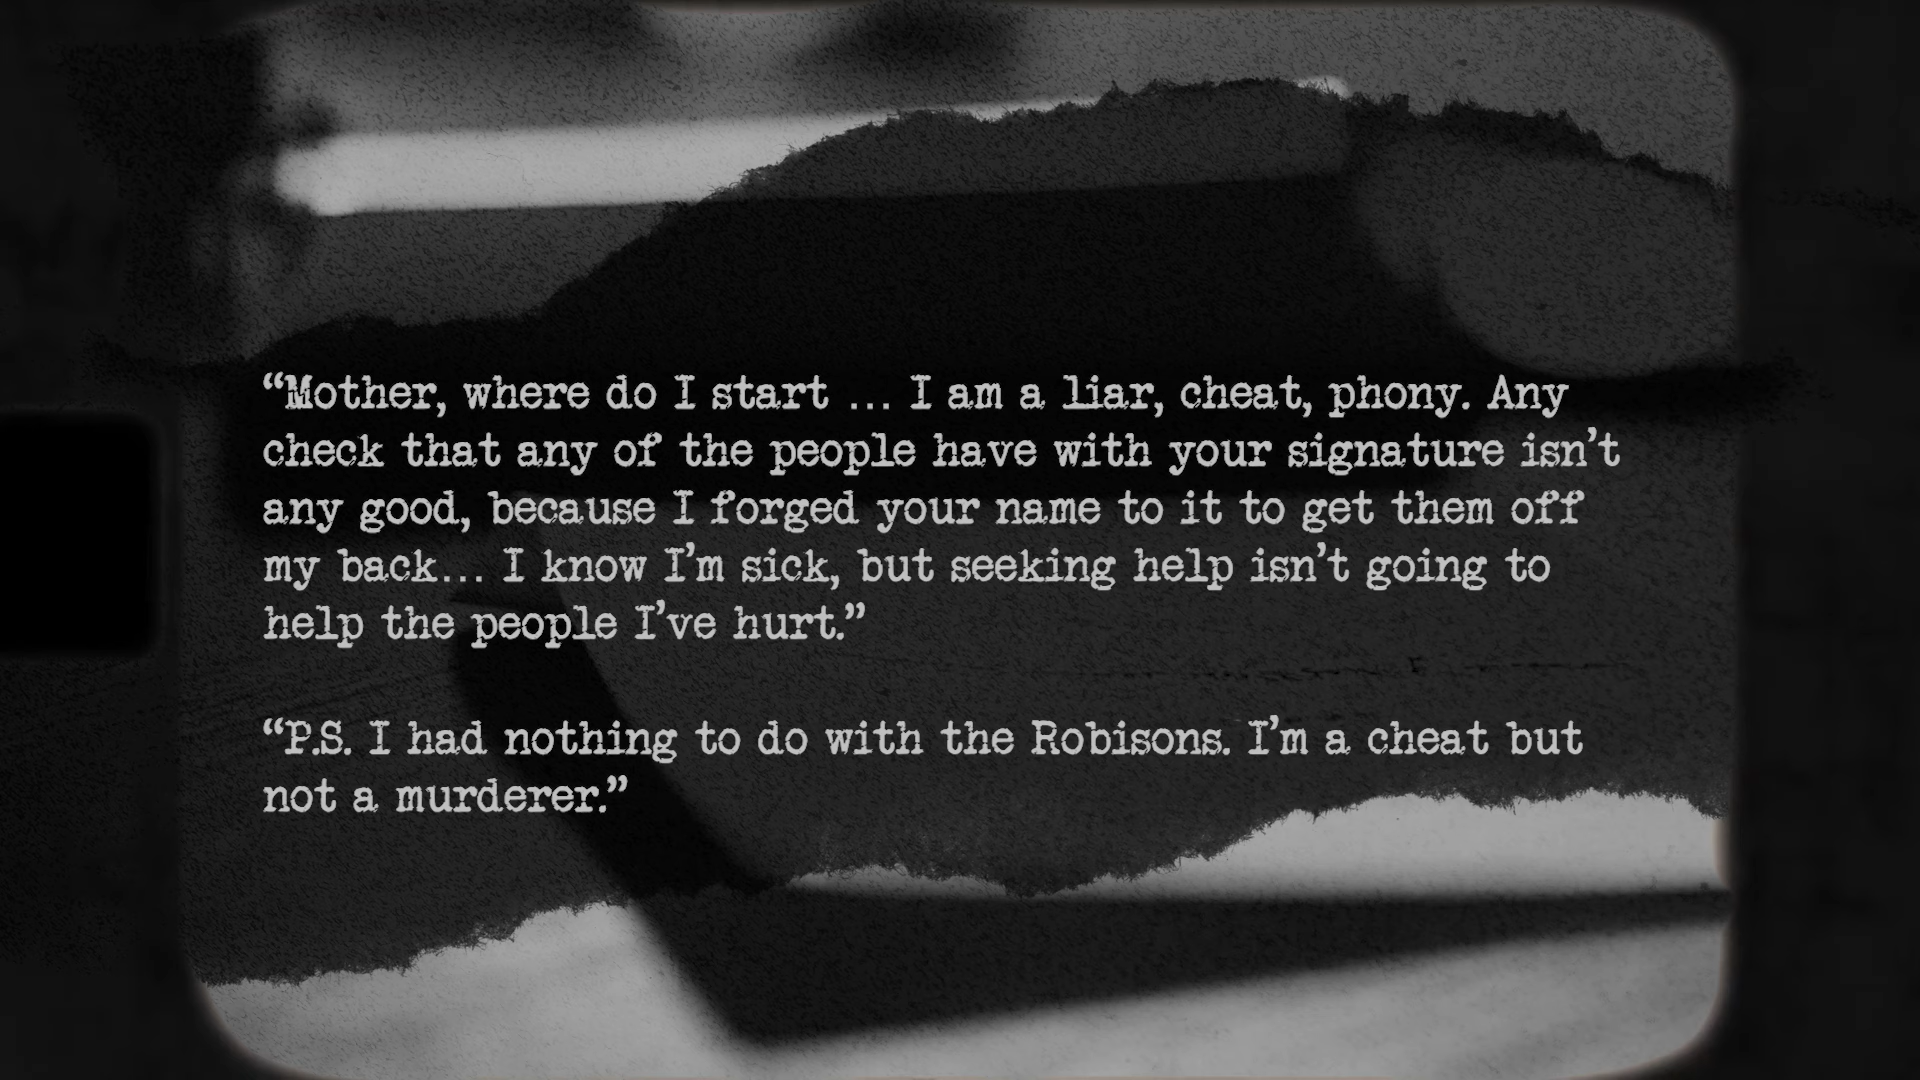 “Mother, where do I start ... I am a liar, cheat, phony. Any
check that any of the people have with your signature isn’t
any good, because I forged your name to it to get them off
my back... I know I’m sick, but seeking help isn’t going to
help the people I’ve hurt.”
“P.S. I had nothing to do with the Robisons. I’m a cheat but
not a murderer.”